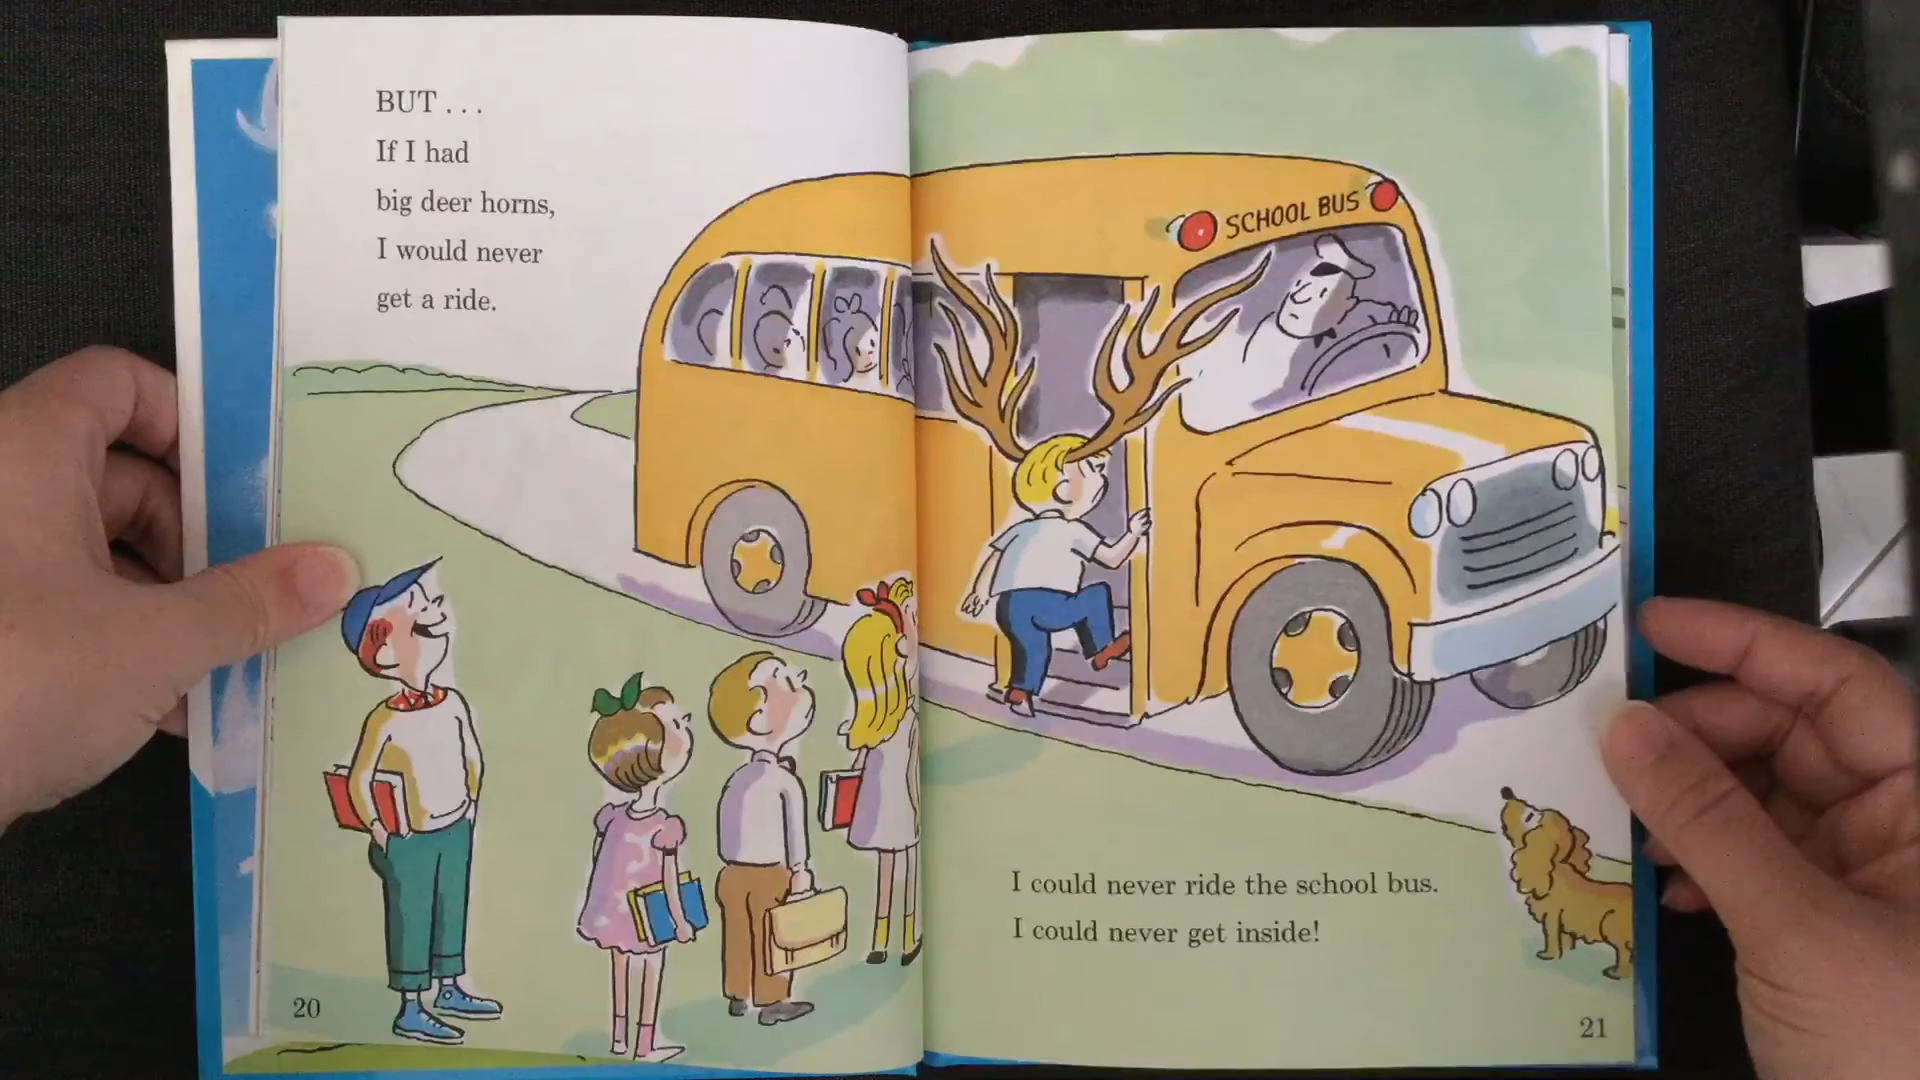 BUT . . .
If I had
big deer horns,
I would never
get a ride.
20
SCHOOL BUS
I could never ride the school bus.
I could never get inside!
21